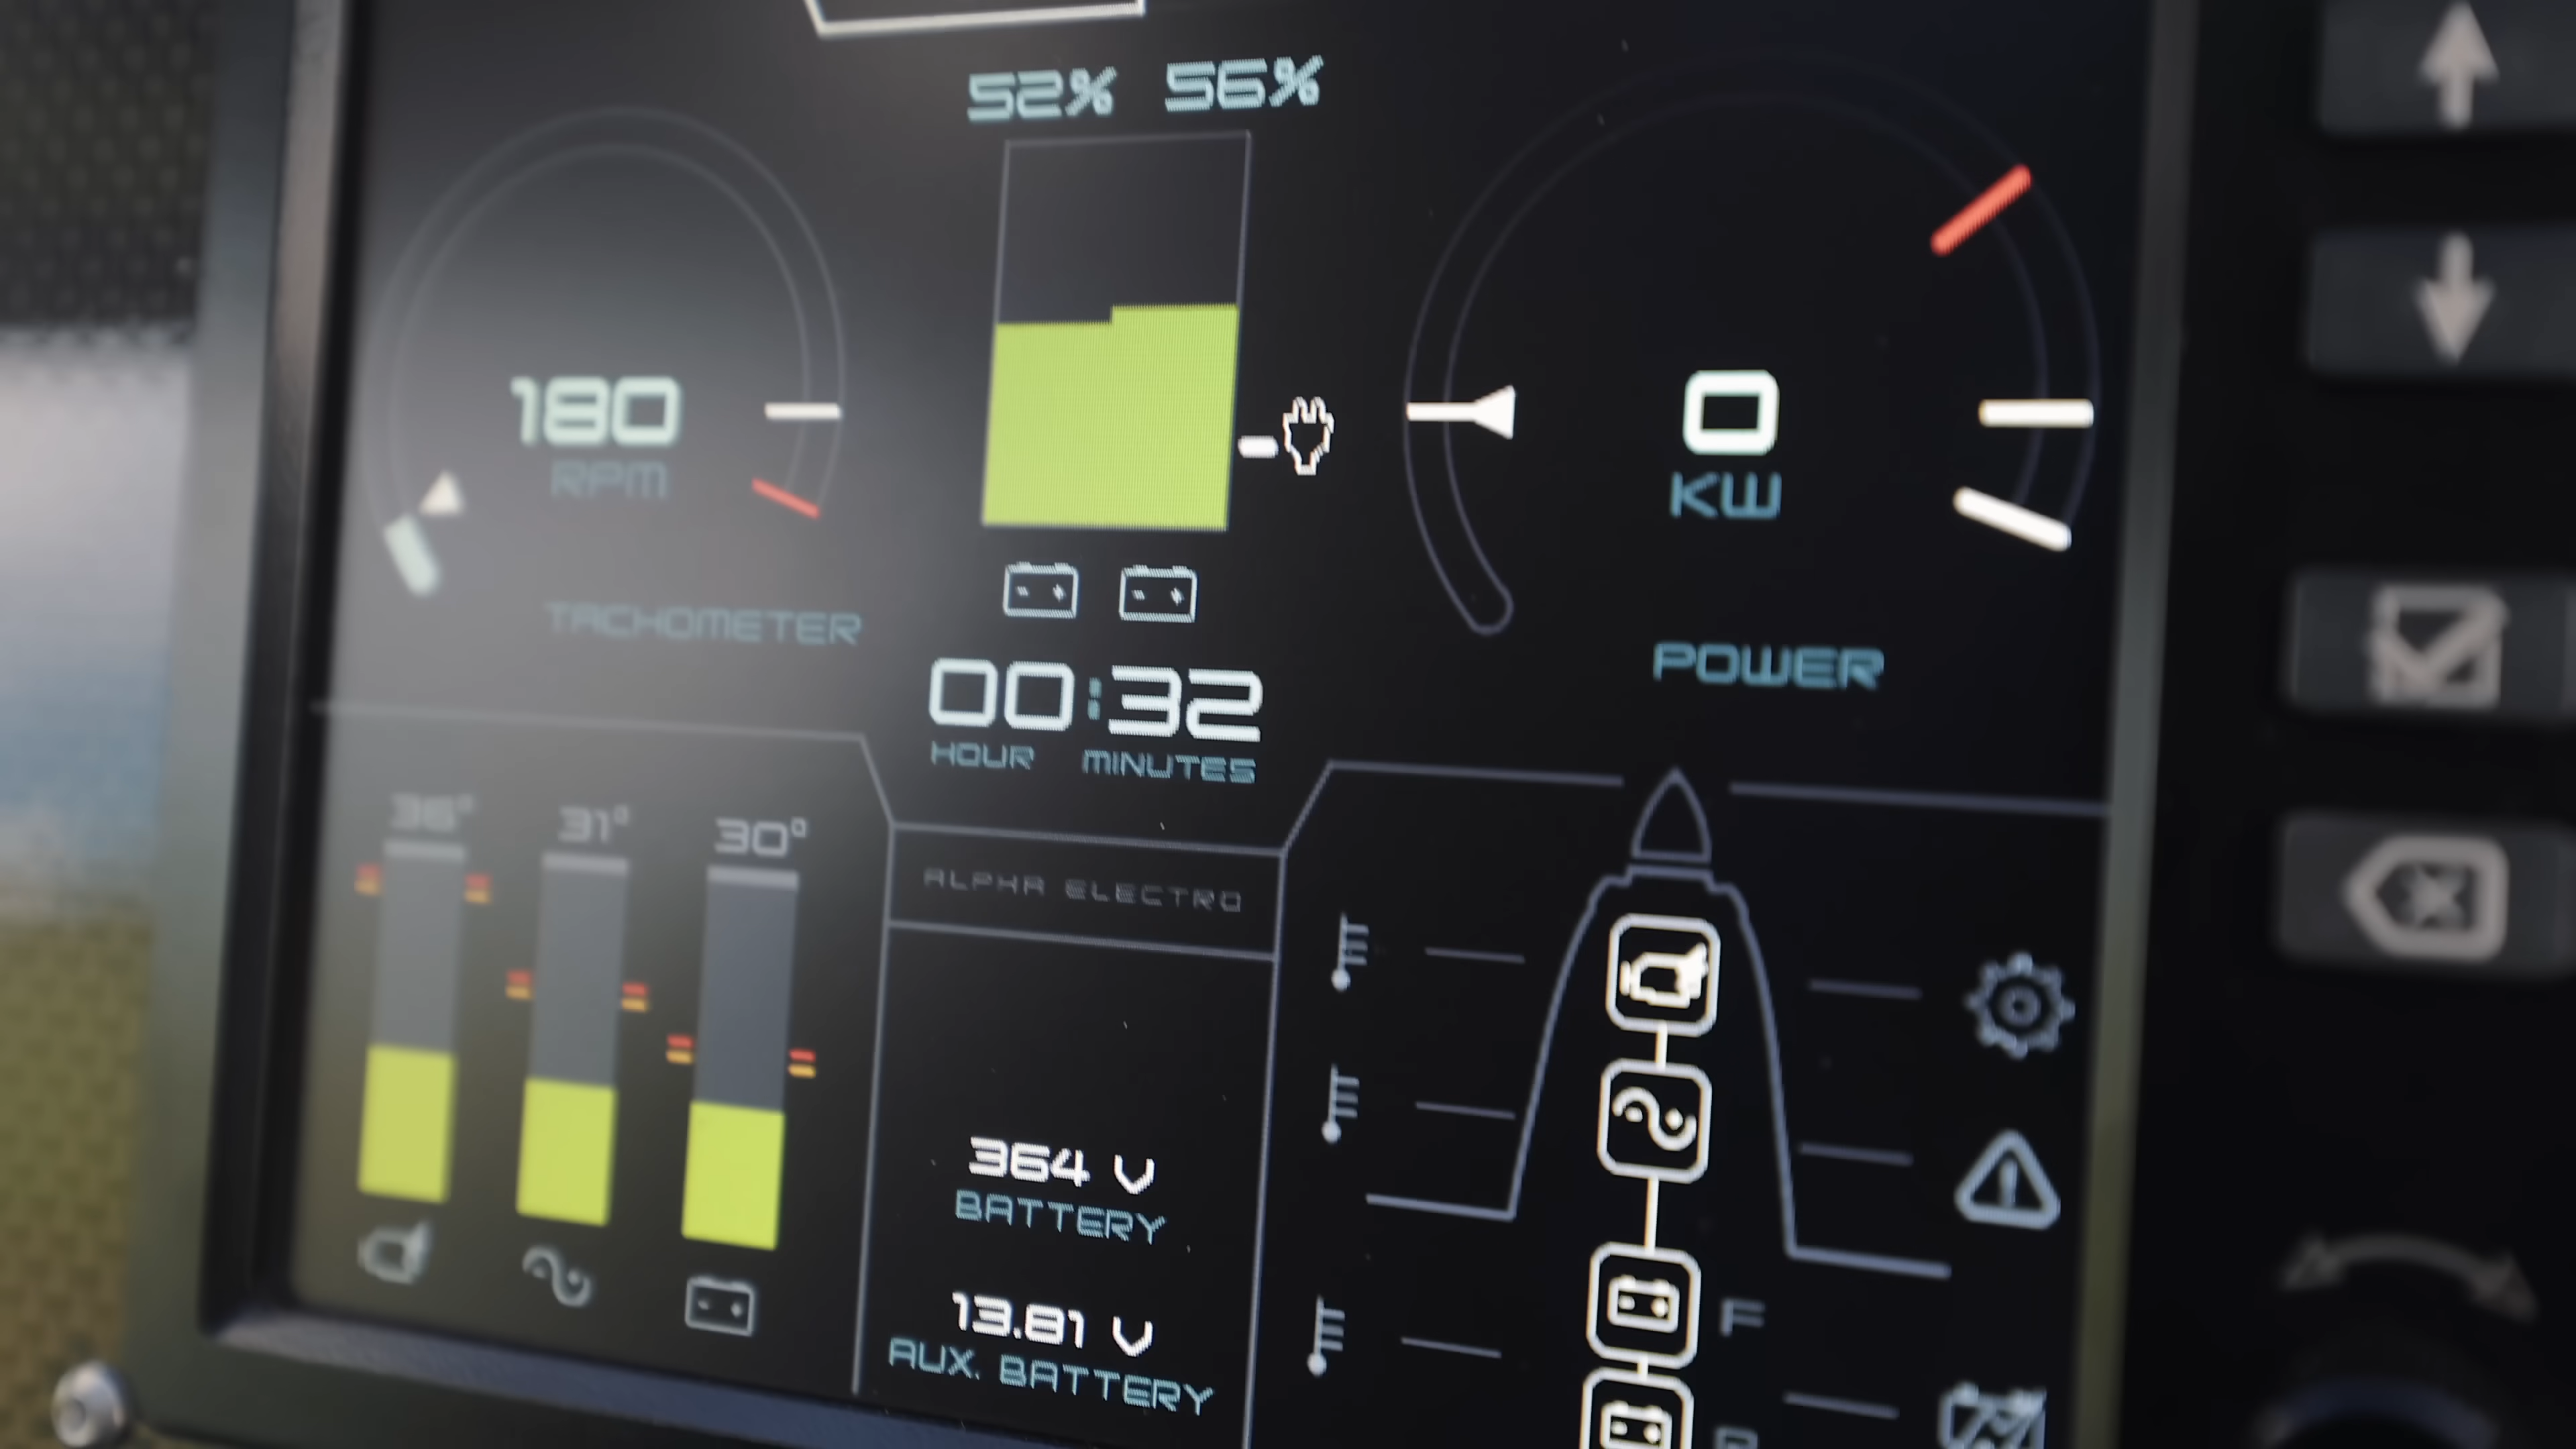 52% 56%
180
RPM
0
KW
TACHOMETER
POWER
00:32
HOUR MINUTES
36° 31° 30°
ALPHA ELECTRO
364 V
BATTERY
13.81 V
AUX. BATTERY
F